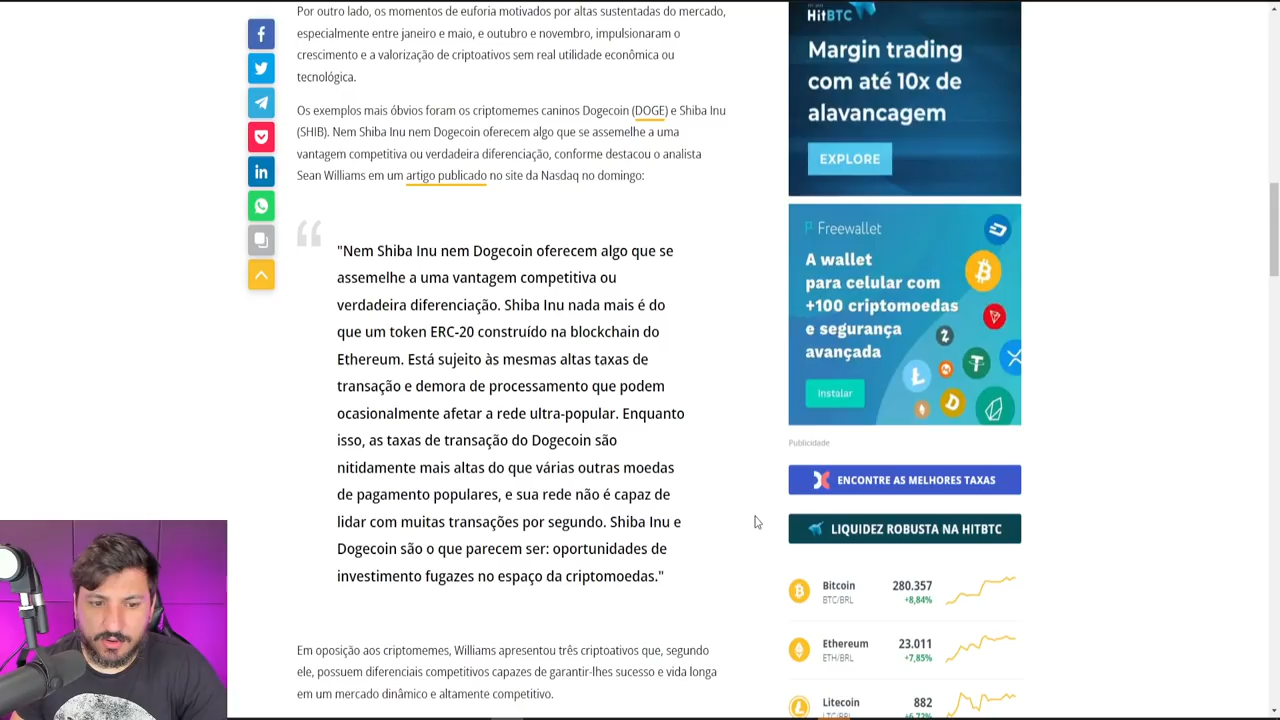 Por outro lado, os momentos de euforia motivados por altas sustentadas do mercado,
especialmente entre janeiro e maio, e outubro e novembro, impulsionaram o
crescimento e a valorização de criptoativos sem real utilidade econômica ou
tecnológica.
Os exemplos mais óbvios foram os criptomemes caninos Dogecoin (DOGE) e Shiba Inu
(SHIB). Nem Shiba Inu nem Dogecoin oferecem algo que se assemelhe a uma
vantagem competitiva ou verdadeira diferenciação, conforme destacou o analista
Sean Williams em um artigo publicado no site da Nasdaq no domingo:
"Nem Shiba Inu nem Dogecoin oferecem algo que se
assemelhe a uma vantagem competitiva ou
verdadeira diferenciação. Shiba Inu nada mais é do
que um token ERC-20 construído na blockchain do
Ethereum. Está sujeito às mesmas altas taxas de
transação e demora de processamento que podem
ocasionalmente afetar a rede ultra-popular. Enquanto
isso, as taxas de transação do Dogecoin são
nitidamente mais altas do que várias outras moedas
de pagamento populares, e sua rede não é capaz de
lidar com muitas transações por segundo. Shiba Inu e
Dogecoin são o que parecem ser: oportunidades de
investimento fugazes no espaço da criptomoedas."
Em oposição aos criptomemes, Williams apresentou três criptoativos que, segundo
ele, possuem diferenciais competitivos capazes de garantir-lhes sucesso e vida longa
em um mercado dinâmico e altamente competitivo.
HitBTC
Margin trading
com até 10x de
alavancagem
EXPLORE
Freewallet
A wallet
para celular com
+100 criptomoedas
e segurança
avançada
Instalar
Publicidade
ENCONTRE AS MELHORES TAXAS
LIQUIDEZ ROBUSTA NA HITBTC
Bitcoin 280.357
BTC/BRL +8,84%
Ethereum 23.011
ETH/BRL +7,85%
Litecoin 882
LTC/BRL +6,72%